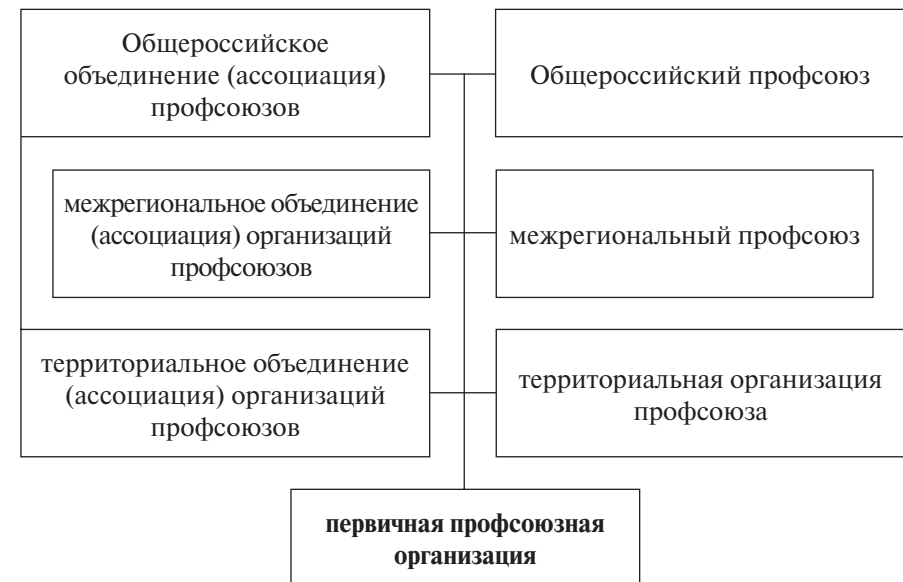 Общероссийское
объединение (ассоциация)
профсоюзов
Общероссийский профсоюз
межрегиональное объединение
(ассоциация) организаций
профсоюзов
межрегиональный профсоюз
территориальное объединение
(ассоциация) организаций
профсоюзов
территориальная организация
профсоюза
первичная профсоюзная
организация